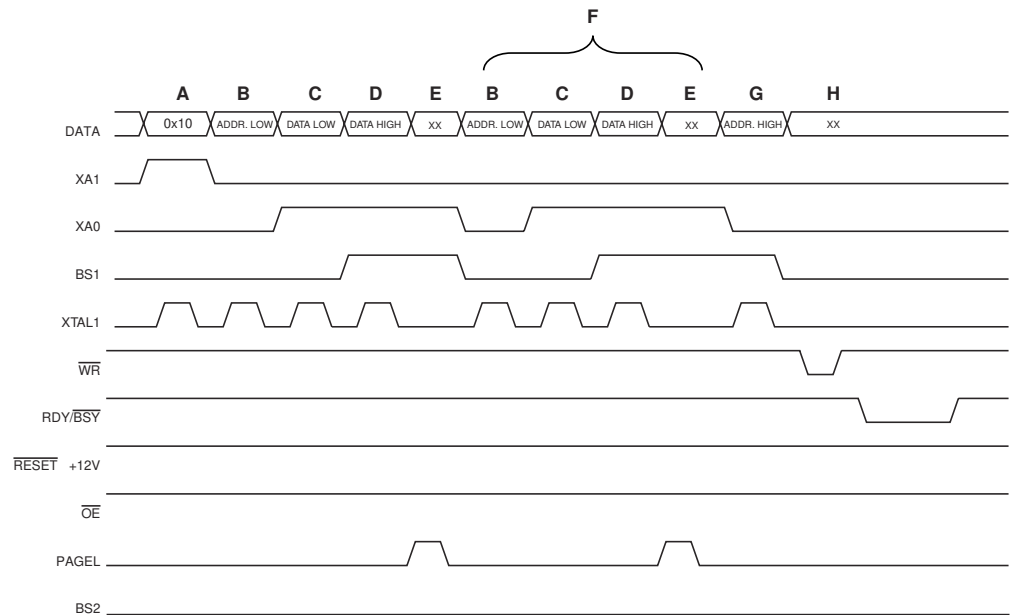 F
A B C D E B C D E G H
DATA 0x10 ADDR. LOW DATA LOW DATA HIGH XX ADDR. LOW DATA LOW DATA HIGH XX ADDR. HIGH XX
XA1
XA0
BS1
XTAL1
WR
RDY/BSY
RESET +12V
OE
PAGEL
BS2